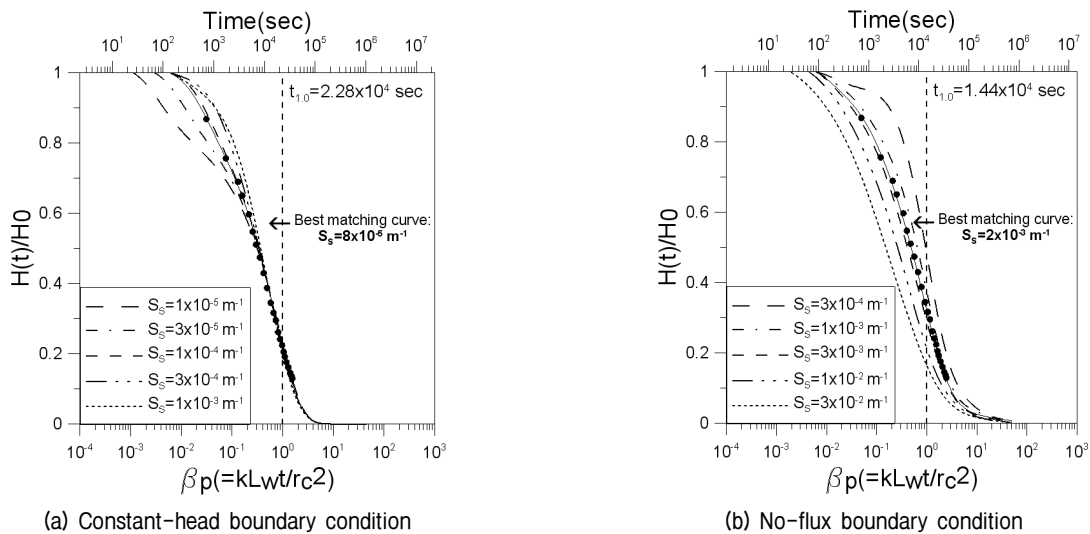 Time(sec)
10¹ 10² 10³ 10⁴ 10⁵ 10⁶ 10⁷
t₁.₀=2.28x10⁴ sec
1
0.8
0.6
0.4
0.2
0
H(t)/H0
Best matching curve:
Sₛ=8x10⁻⁵ m⁻¹
Sₛ=1x10⁻⁵ m⁻¹
Sₛ=3x10⁻⁵ m⁻¹
Sₛ=1x10⁻⁴ m⁻¹
Sₛ=3x10⁻⁴ m⁻¹
Sₛ=1x10⁻³ m⁻¹
10⁻⁴ 10⁻³ 10⁻² 10⁻¹ 10⁰ 10¹ 10² 10³
βp(=kLwt/rc2)
(a) Constant-head boundary condition
Time(sec)
10¹ 10² 10³ 10⁴ 10⁵ 10⁶ 10⁷
t₁.₀=1.44x10⁴ sec
1
0.8
0.6
0.4
0.2
0
H(t)/H0
Best matching curve:
Sₛ=2x10⁻³ m⁻¹
Sₛ=3x10⁻⁴ m⁻¹
Sₛ=1x10⁻³ m⁻¹
Sₛ=3x10⁻³ m⁻¹
Sₛ=1x10⁻² m⁻¹
Sₛ=3x10⁻² m⁻¹
10⁻⁴ 10⁻³ 10⁻² 10⁻¹ 10⁰ 10¹ 10² 10³
βp(=kLwt/rc2)
(b) No-flux boundary condition